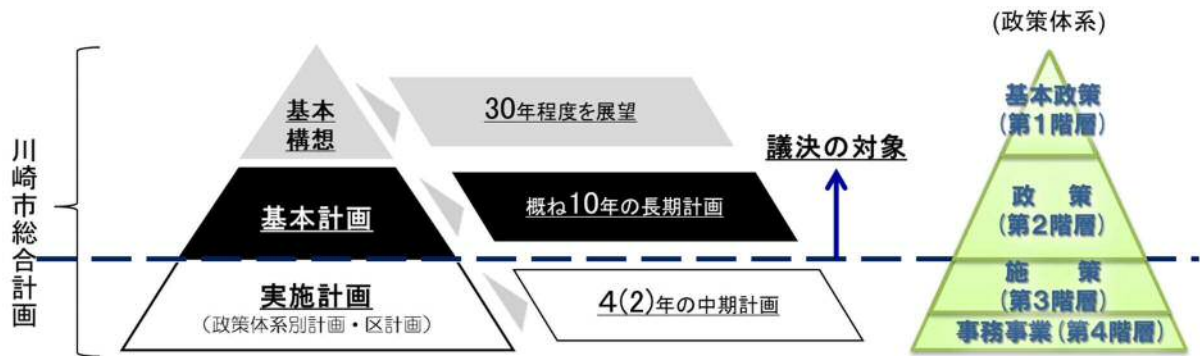 川崎市総合計画
基本
構想
30年程度を展望
基本計画
概ね10年の長期計画
実施計画
（政策体系別計画・区計画）
4(2)年の中期計画
議決の対象
(政策体系)
基本政策
(第1階層)
政　策
(第2階層)
施　策
(第3階層)
事務事業(第4階層)